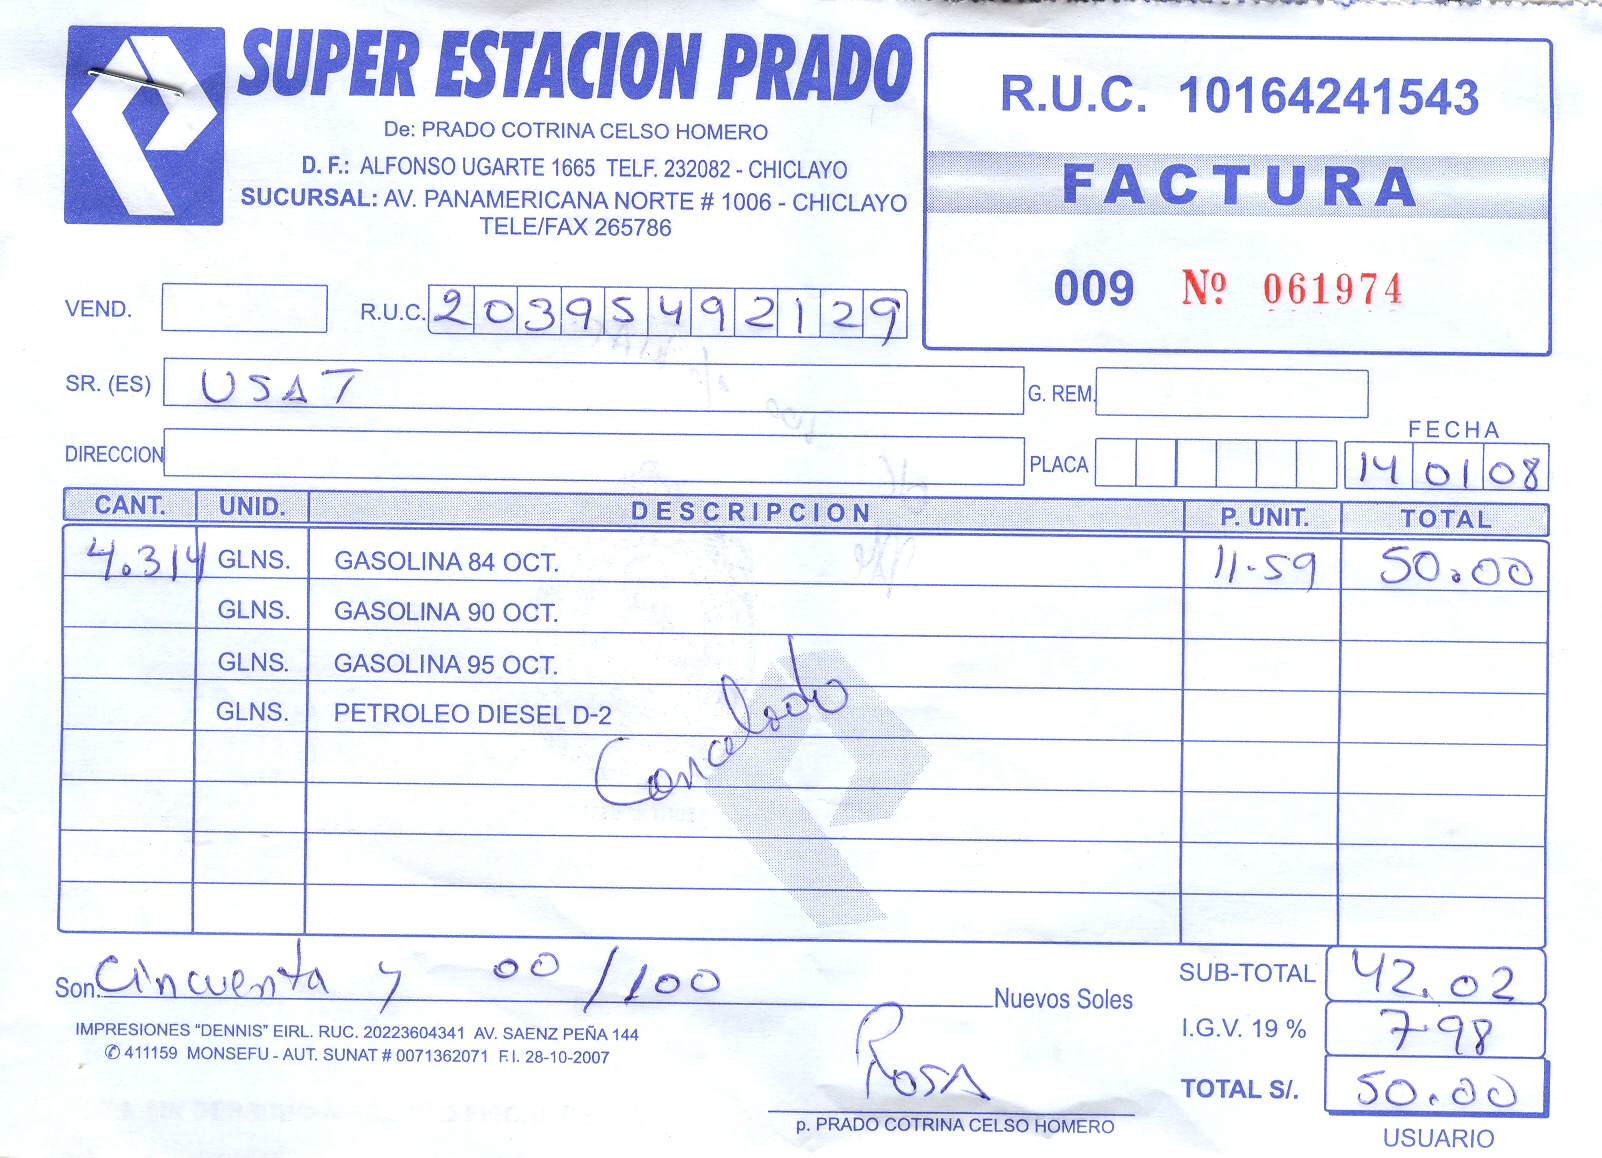 SUPER ESTACION PRADO
De: PRADO COTRINA CELSO HOMERO
D. F.: ALFONSO UGARTE 1665 TELF. 232082 - CHICLAYO
SUCURSAL: AV. PANAMERICANA NORTE # 1006 - CHICLAYO
TELE/FAX 265786
R.U.C. 10164241543
FACTURA
009 Nº 061974
VEND. R.U.C. 20395492129
SR. (ES) USAT G. REM.
FECHA
DIRECCION PLACA 14 01 08
CANT. UNID. DESCRIPCION P. UNIT. TOTAL
4.314 GLNS. GASOLINA 84 OCT. 11.59 50.00
GLNS. GASOLINA 90 OCT.
GLNS. GASOLINA 95 OCT.
GLNS. PETROLEO DIESEL D-2
Cancelado
Son. Cincuenta y 00/100 Nuevos Soles
SUB-TOTAL 42.02
I.G.V. 19 % 7.98
TOTAL S/. 50.00
USUARIO
IMPRESIONES "DENNIS" EIRL. RUC. 20223604341 AV. SAENZ PEÑA 144
✆ 411159 MONSEFU - AUT. SUNAT # 0071362071 F.I. 28-10-2007
Rosa
p. PRADO COTRINA CELSO HOMERO